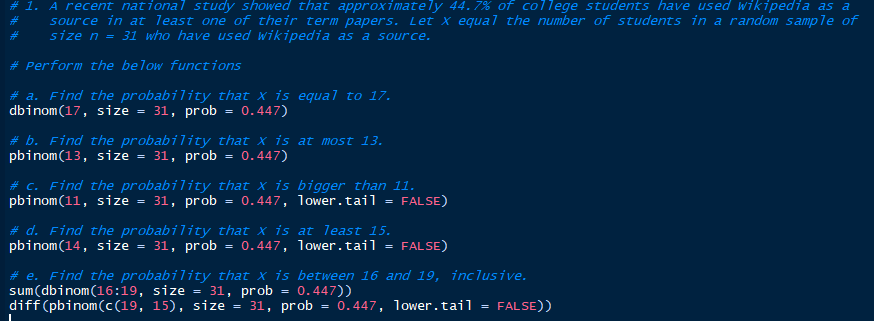 # 1. A recent national study showed that approximately 44.7% of college students have used Wikipedia as a
#    source in at least one of their term papers. Let X equal the number of students in a random sample of
#    size n = 31 who have used Wikipedia as a source.
# Perform the below functions
# a. Find the probability that X is equal to 17.
dbinom(17, size = 31, prob = 0.447)
# b. Find the probability that X is at most 13.
pbinom(13, size = 31, prob = 0.447)
# c. Find the probability that X is bigger than 11.
pbinom(11, size = 31, prob = 0.447, lower.tail = FALSE)
# d. Find the probability that X is at least 15.
pbinom(14, size = 31, prob = 0.447, lower.tail = FALSE)
# e. Find the probability that X is between 16 and 19, inclusive.
sum(dbinom(16:19, size = 31, prob = 0.447))
diff(pbinom(c(19, 15), size = 31, prob = 0.447, lower.tail = FALSE))